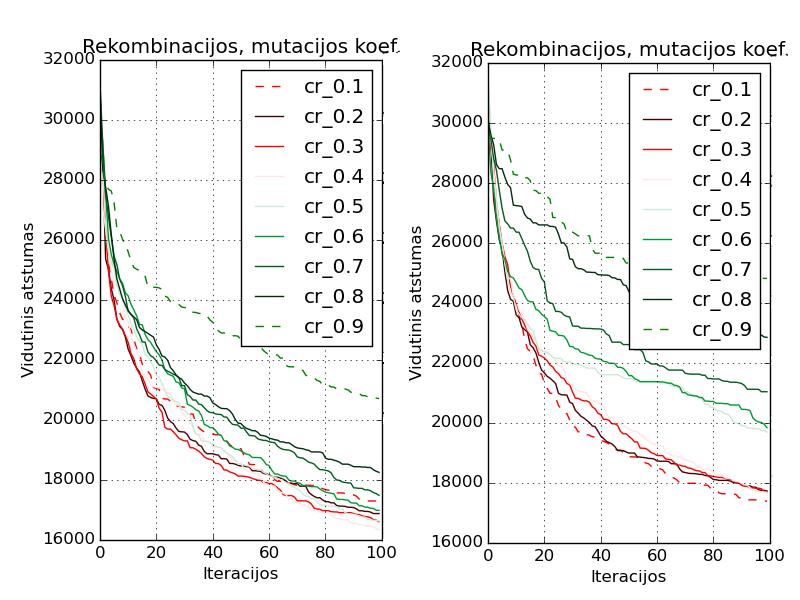 Rekombinacijos, mutacijos koef.
32000
30000
28000
26000
24000
22000
20000
18000
16000
Vidutinis atstumas
0 20 40 60 80 100
Iteracijos
cr_0.1
cr_0.2
cr_0.3
cr_0.4
cr_0.5
cr_0.6
cr_0.7
cr_0.8
cr_0.9
Rekombinacijos, mutacijos koef.
32000
30000
28000
26000
24000
22000
20000
18000
16000
Vidutinis atstumas
0 20 40 60 80 100
Iteracijos
cr_0.1
cr_0.2
cr_0.3
cr_0.4
cr_0.5
cr_0.6
cr_0.7
cr_0.8
cr_0.9